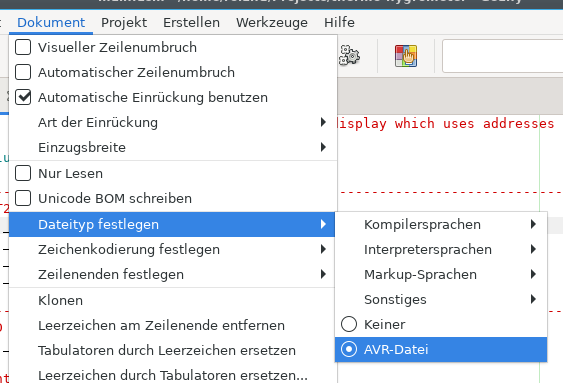 Dokument Projekt Erstellen Werkzeuge Hilfe
Visueller Zeilenumbruch
Automatischer Zeilenumbruch
Automatische Einrückung benutzen
Art der Einrückung
display which uses addresses
Einzugsbreite
Nur Lesen
Unicode BOM schreiben
Dateityp festlegen
Kompilersprachen
Zeichenkodierung festlegen
Interpretersprachen
Zeilenenden festlegen
Markup-Sprachen
Klonen
Sonstiges
Leerzeichen am Zeilenende entfernen
Keiner
Tabulatoren durch Leerzeichen ersetzen
AVR-Datei
Leerzeichen durch Tabulatoren ersetzen...